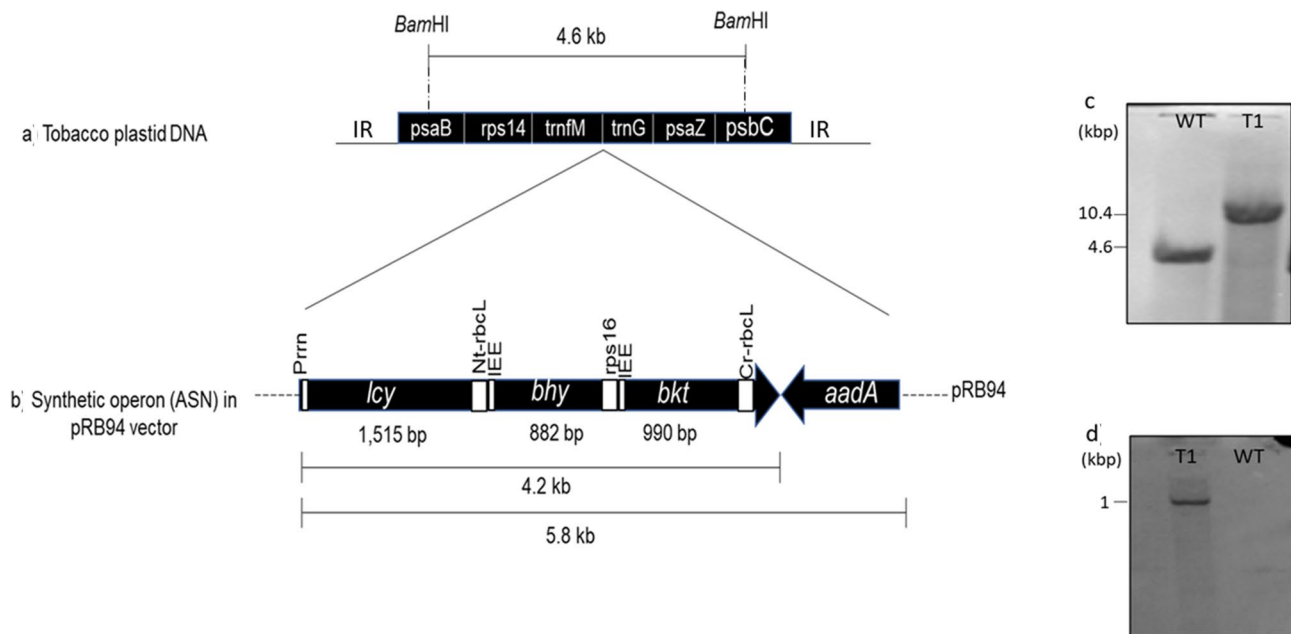 BamHI
BamHI
4.6 kb
a) Tobacco plastid DNA
IR
psaB
rps14
trnfM
trnG
psaZ
psbC
IR
Prrn
Nt-rbcL
IEE
rps16
IEE
Cr-rbcL
b) Synthetic operon (ASN) in
pRB94 vector
lcy
bhy
bkt
aadA
pRB94
1,515 bp
882 bp
990 bp
4.2 kb
5.8 kb
c
(kbp)
WT
T1
10.4
4.6
d
(kbp)
T1
WT
1